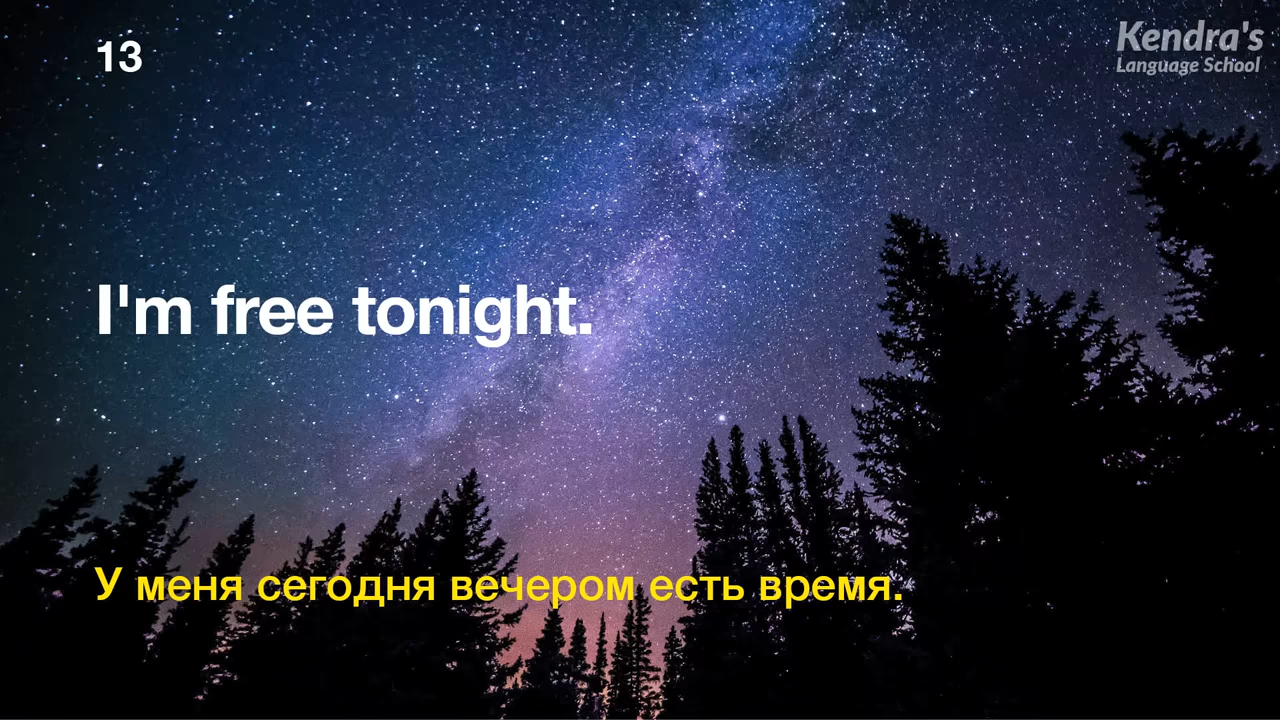 13
Kendra's
Language School
I'm free tonight.
У меня сегодня вечером есть время.